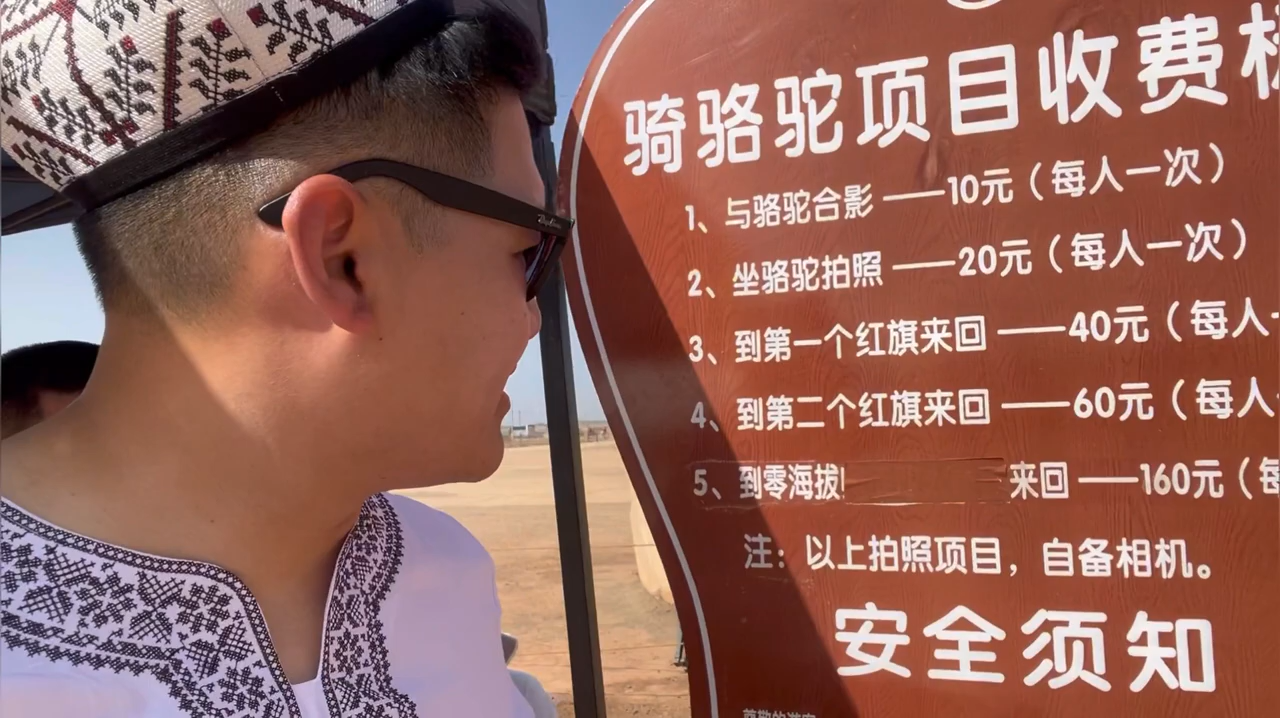 骑骆驼项目收费
1、与骆驼合影 ——10元（每人一次）
2、坐骆驼拍照 ——20元（每人一次）
3、到第一个红旗来回 ——40元（每人一
4、到第二个红旗来回 ——60元（每人
5、到零海拔 来回 ——160元（每
注：以上拍照项目，自备相机。
安全须知